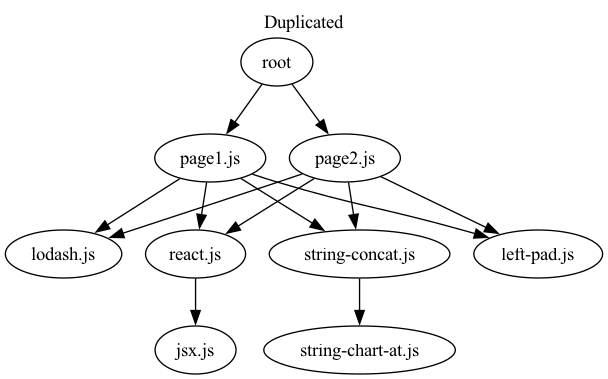 Duplicated
root
page1.js
page2.js
lodash.js
react.js
string-concat.js
left-pad.js
jsx.js
string-chart-at.js